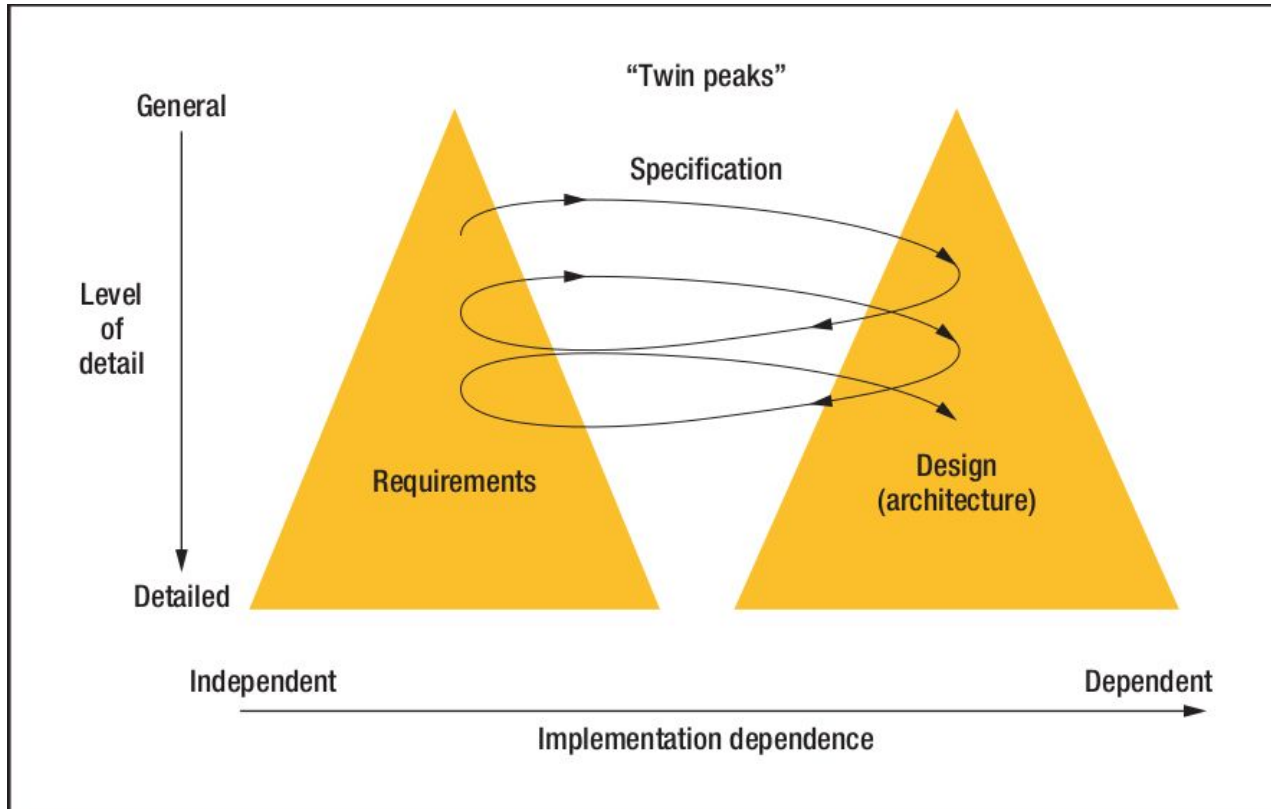 “Twin peaks”
General
Specification
Level
of
detail
Requirements
Design
(architecture)
Detailed
Independent
Dependent
Implementation dependence